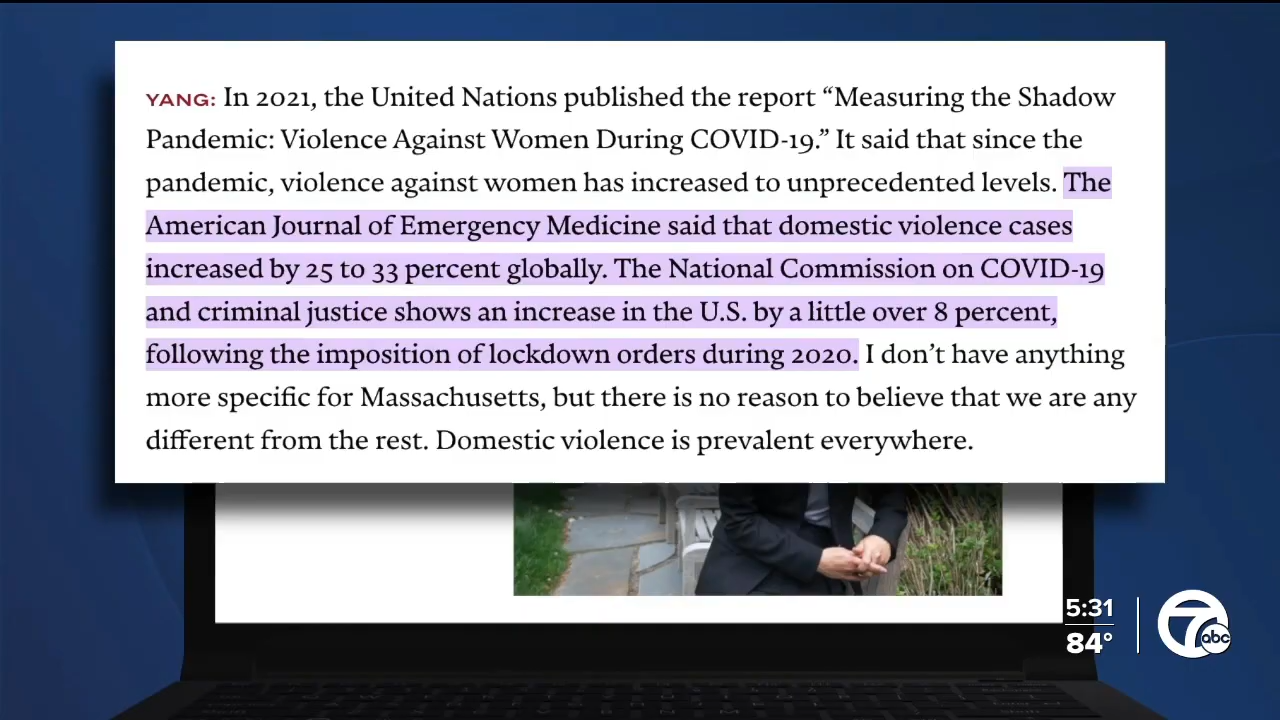 YANG: In 2021, the United Nations published the report “Measuring the Shadow
Pandemic: Violence Against Women During COVID-19.” It said that since the
pandemic, violence against women has increased to unprecedented levels. The
American Journal of Emergency Medicine said that domestic violence cases
increased by 25 to 33 percent globally. The National Commission on COVID-19
and criminal justice shows an increase in the U.S. by a little over 8 percent,
following the imposition of lockdown orders during 2020. I don’t have anything
more specific for Massachusetts, but there is no reason to believe that we are any
different from the rest. Domestic violence is prevalent everywhere.
5:31
84°
7 abc